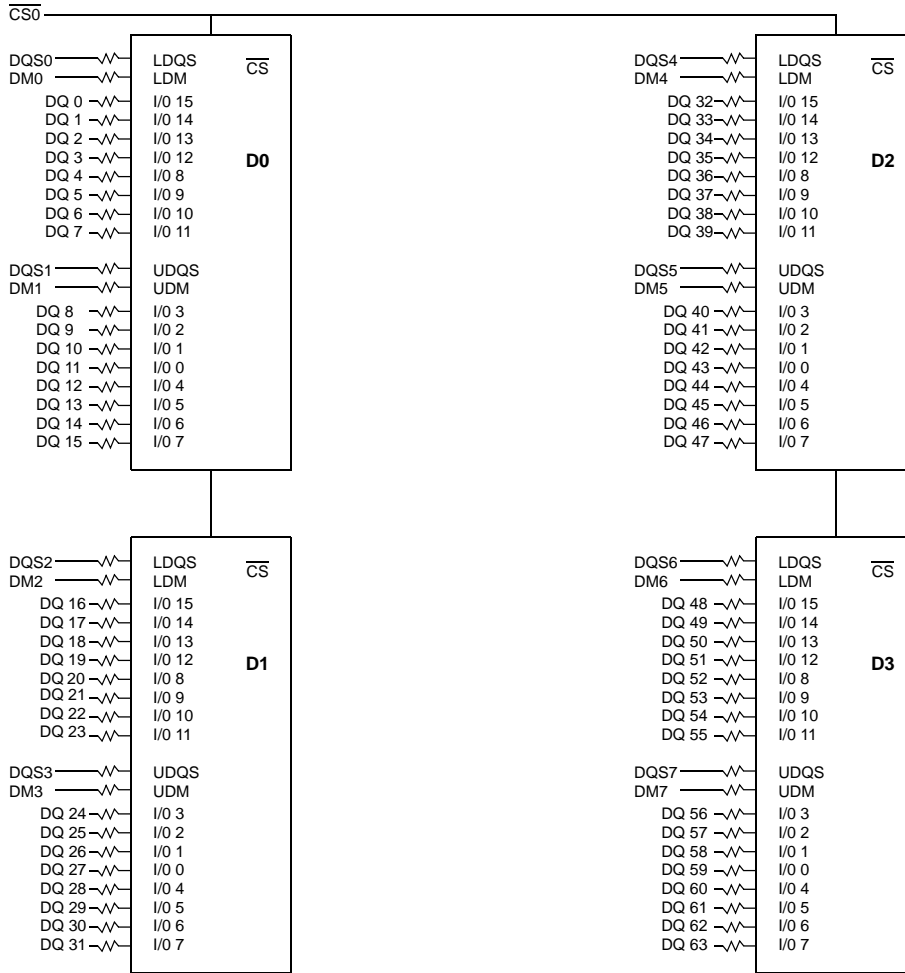 CS0
DQS0 LDQS CS
DM0 LDM
DQ 0 I/0 15
DQ 1 I/0 14
DQ 2 I/0 13
DQ 3 I/0 12 D0
DQ 4 I/0 8
DQ 5 I/0 9
DQ 6 I/0 10
DQ 7 I/0 11
DQS1 UDQS
DM1 UDM
DQ 8 I/0 3
DQ 9 I/0 2
DQ 10 I/0 1
DQ 11 I/0 0
DQ 12 I/0 4
DQ 13 I/0 5
DQ 14 I/0 6
DQ 15 I/0 7
DQS4 LDQS CS
DM4 LDM
DQ 32 I/0 15
DQ 33 I/0 14
DQ 34 I/0 13
DQ 35 I/0 12 D2
DQ 36 I/0 8
DQ 37 I/0 9
DQ 38 I/0 10
DQ 39 I/0 11
DQS5 UDQS
DM5 UDM
DQ 40 I/0 3
DQ 41 I/0 2
DQ 42 I/0 1
DQ 43 I/0 0
DQ 44 I/0 4
DQ 45 I/0 5
DQ 46 I/0 6
DQ 47 I/0 7
DQS2 LDQS CS
DM2 LDM
DQ 16 I/0 15
DQ 17 I/0 14
DQ 18 I/0 13
DQ 19 I/0 12 D1
DQ 20 I/0 8
DQ 21 I/0 9
DQ 22 I/0 10
DQ 23 I/0 11
DQS3 UDQS
DM3 UDM
DQ 24 I/0 3
DQ 25 I/0 2
DQ 26 I/0 1
DQ 27 I/0 0
DQ 28 I/0 4
DQ 29 I/0 5
DQ 30 I/0 6
DQ 31 I/0 7
DQS6 LDQS CS
DM6 LDM
DQ 48 I/0 15
DQ 49 I/0 14
DQ 50 I/0 13
DQ 51 I/0 12 D3
DQ 52 I/0 8
DQ 53 I/0 9
DQ 54 I/0 10
DQ 55 I/0 11
DQS7 UDQS
DM7 UDM
DQ 56 I/0 3
DQ 57 I/0 2
DQ 58 I/0 1
DQ 59 I/0 0
DQ 60 I/0 4
DQ 61 I/0 5
DQ 62 I/0 6
DQ 63 I/0 7